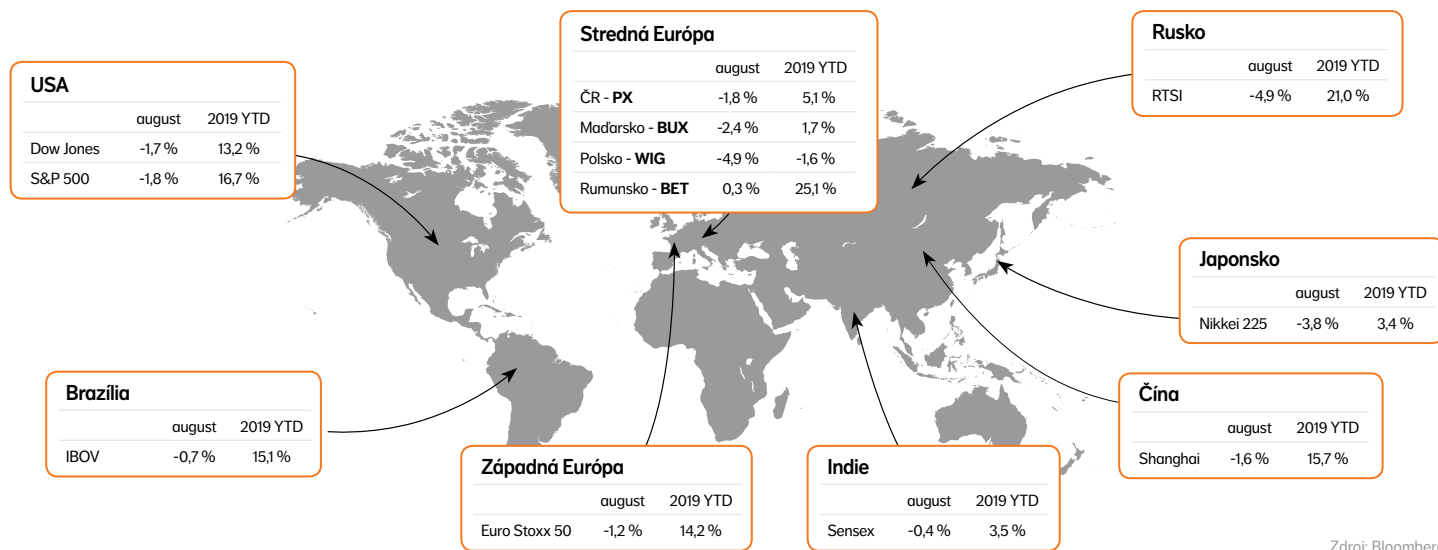 USA
august 2019 YTD
Dow Jones -1,7 % 13,2 %
S&P 500 -1,8 % 16,7 %
Stredná Európa
august 2019 YTD
ČR - PX -1,8 % 5,1 %
Maďarsko - BUX -2,4 % 1,7 %
Polsko - WIG -4,9 % -1,6 %
Rumunsko - BET 0,3 % 25,1 %
Rusko
august 2019 YTD
RTSI -4,9 % 21,0 %
Japonsko
august 2019 YTD
Nikkei 225 -3,8 % 3,4 %
Brazília
august 2019 YTD
IBOV -0,7 % 15,1 %
Západná Európa
august 2019 YTD
Euro Stoxx 50 -1,2 % 14,2 %
Indie
august 2019 YTD
Sensex -0,4 % 3,5 %
Čína
august 2019 YTD
Shanghai -1,6 % 15,7 %
Zdroj: Bloomberg